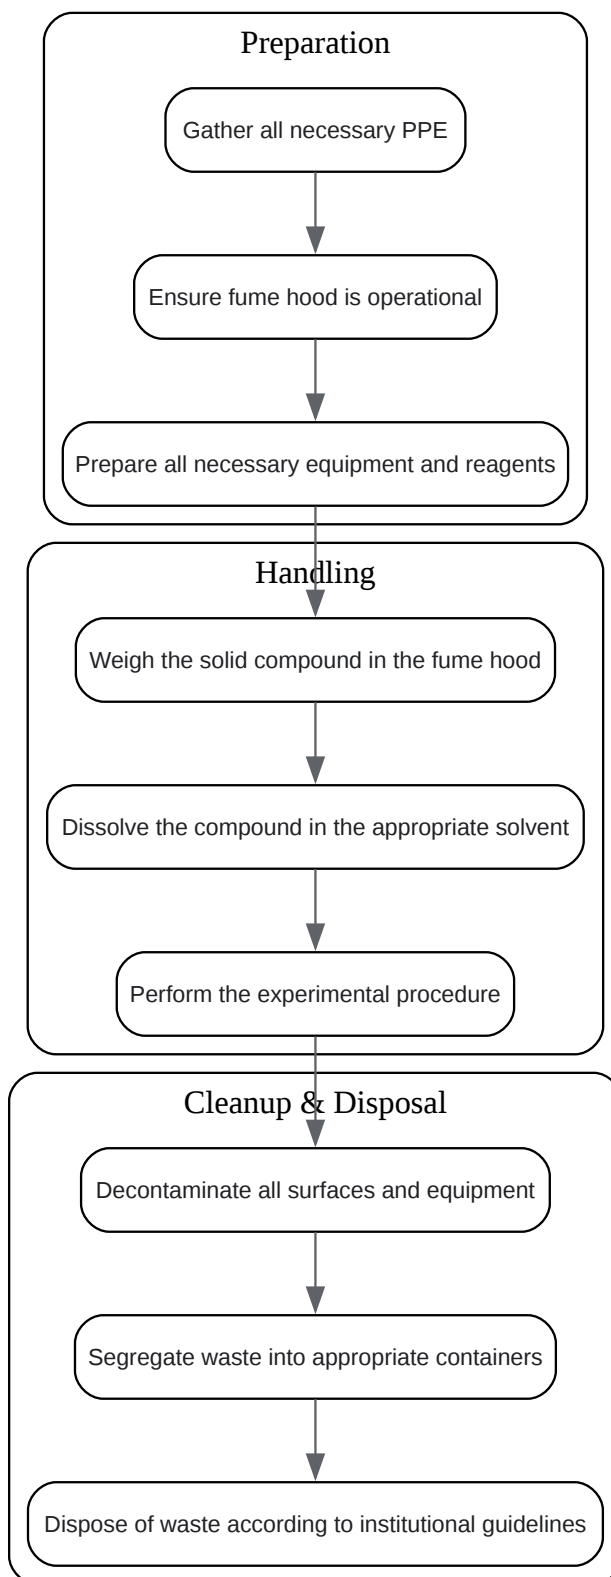 Preparation
Gather all necessary PPE
Ensure fume hood is operational
Prepare all necessary equipment and reagents
Handling
Weigh the solid compound in the fume hood
Dissolve the compound in the appropriate solvent
Perform the experimental procedure
Cleanup & Disposal
Decontaminate all surfaces and equipment
Segregate waste into appropriate containers
Dispose of waste according to institutional guidelines